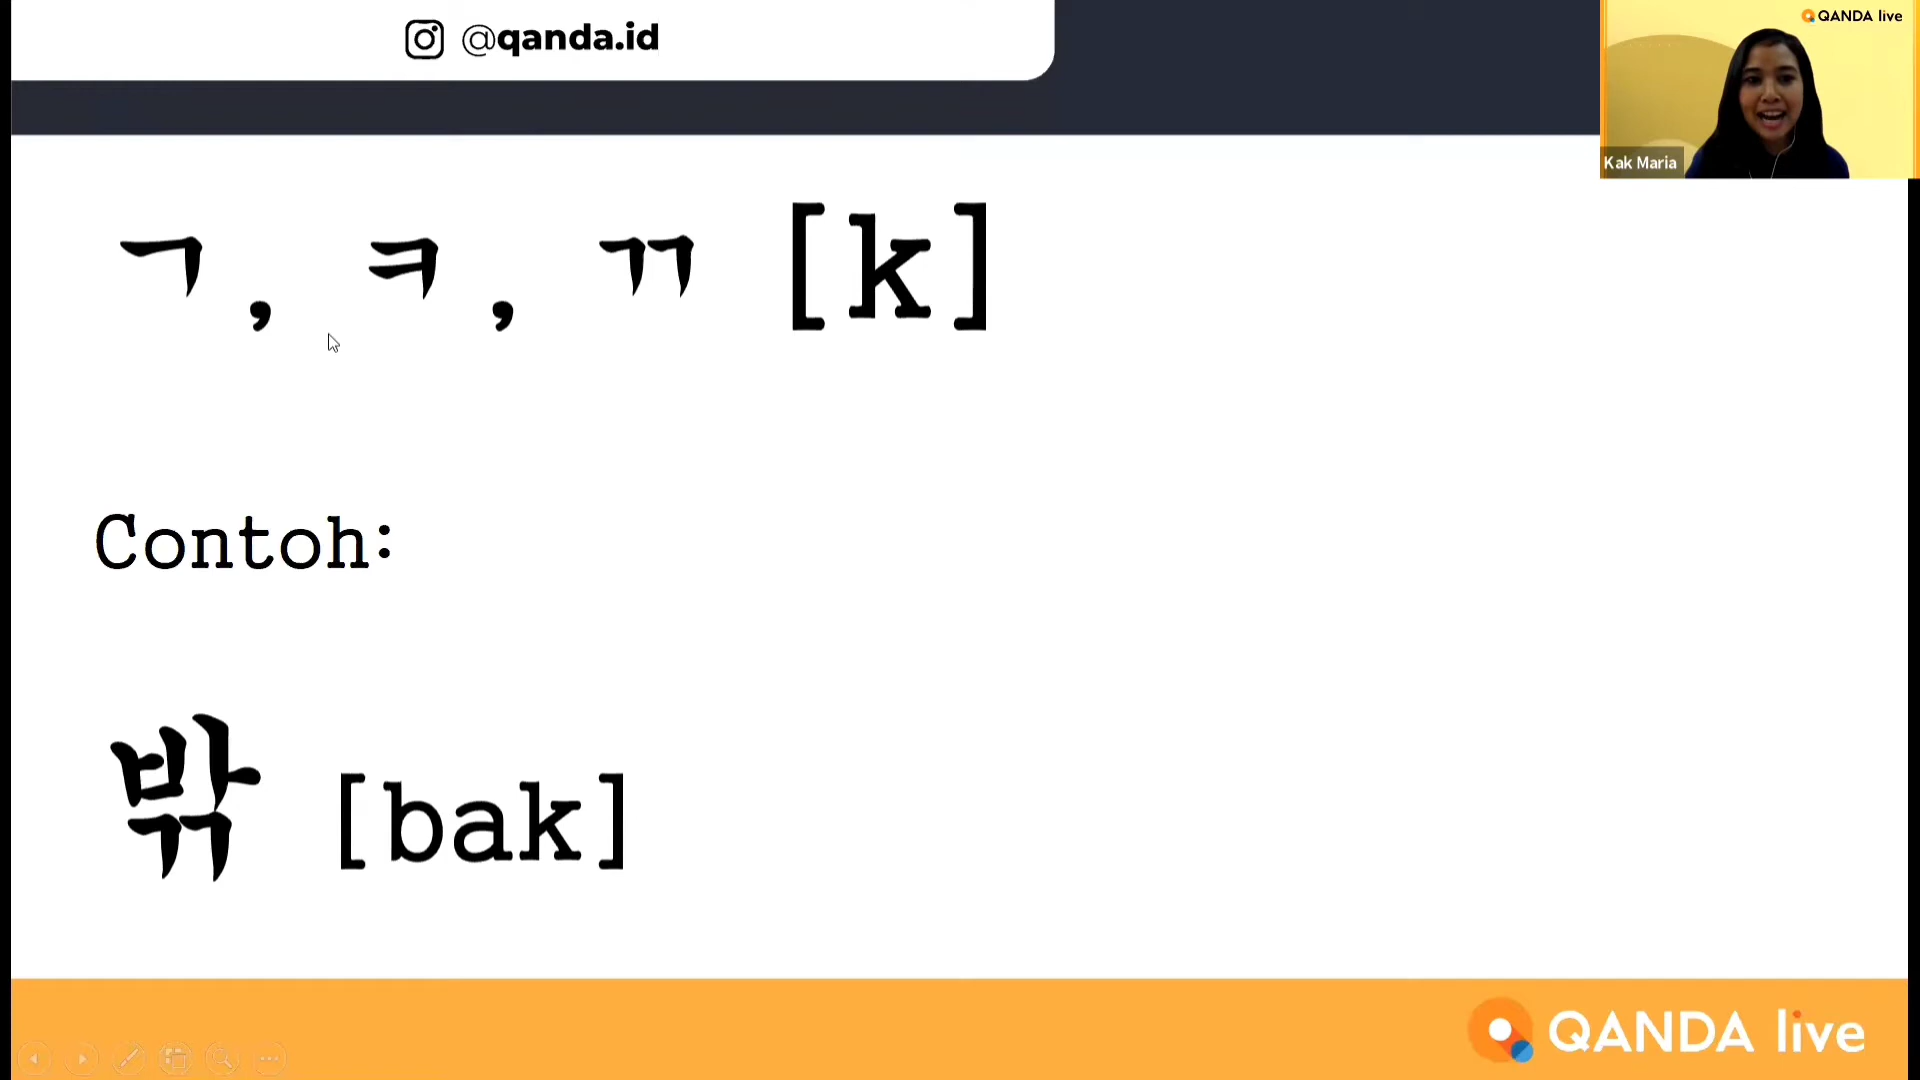 @qanda.id
QANDA live
Kak Maria
ㄱ, ㅋ, ㄲ [k]
Contoh:
밖 [bak]
QANDA live